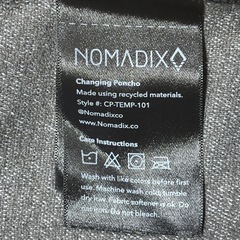 NOMADIX
Changing Poncho
Made using recycled materials.
Style #: CP-TEMP-101
@Nomadixco
www.Nomadix.co
Care Instructions
Wash with like colors before first
use. Machine wash cold, tumble
dry low. Fabric softener is ok. Do
not iron. Do not bleach.